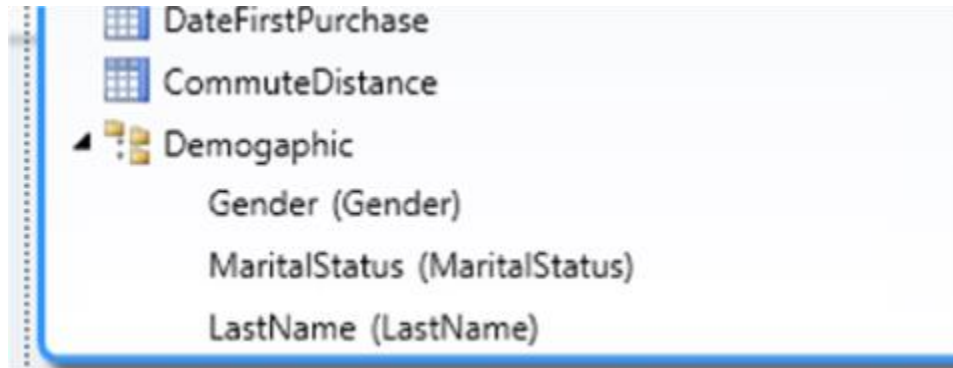 DateFirstPurchase
CommuteDistance
Demogaphic
Gender (Gender)
MaritalStatus (MaritalStatus)
LastName (LastName)